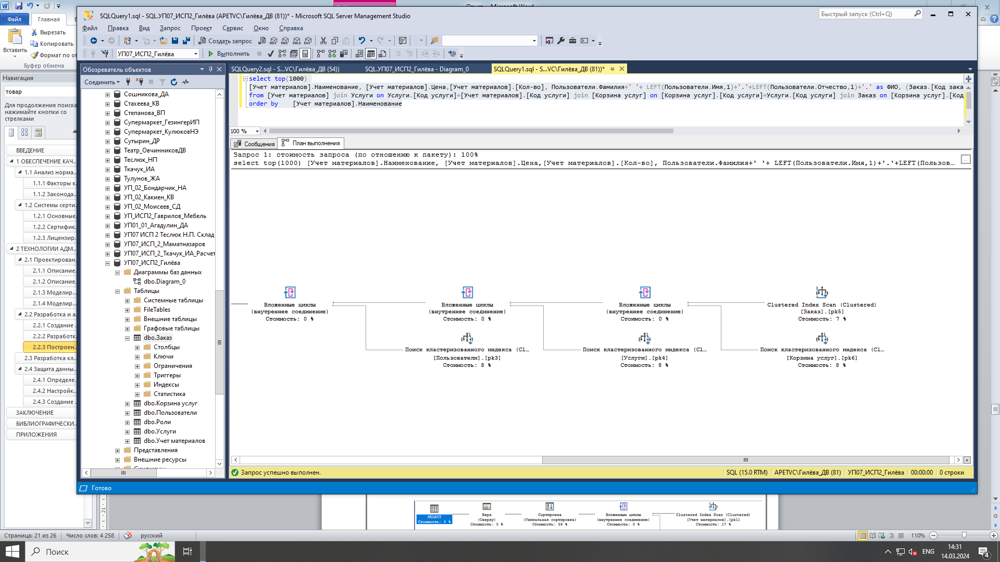 SQLQuery1.sql - SQL.УП07_ИСП2_Гилёва (APETVC\Гилёва_ДВ (81))* - Microsoft SQL Server Management Studio
Быстрый запуск (Ctrl+Q)
Файл Правка Вид Запрос Проект Сервис Окно Справка
Создать запрос
УП07_ИСП2_Гилёва
Выполнить
Файл
Главная
Вставить
Вырезать
Копировать
Формат по об
Буфер обмена
Навигация
товар
Для продолжения поиска
нажимайте кнопки со
стрелками
ВВЕДЕНИЕ
1 ОБЕСПЕЧЕНИЕ КАЧ...
1.1 Анализ норма...
1.1.1 Факторы к...
1.1.2 Законода...
1.2 Системы серти...
1.2.1 Основные...
1.2.2 Сертифик...
1.2.3 Лицензир...
2 ТЕХНОЛОГИИ АДМ...
2.1 Проектирован...
2.1.1 Описание...
2.1.2 Описание...
2.1.3 Моделир...
2.1.4 Моделир...
2.2 Разработка и а...
2.2.1 Создание ...
2.2.2 Разработк...
2.2.3 Построен...
2.3 Разработка кл...
2.4 Защита данны...
2.4.1 Определе...
2.4.2 Настройк...
2.4.3 Создание ...
ЗАКЛЮЧЕНИЕ
БИБЛИОГРАФИЧЕСКИ...
ПРИЛОЖЕНИЯ
Обозреватель объектов
Соединить
Сошникова_ДА
Стахеева_КВ
Степанова_ВП
Супермаркет_ГезингерИП
Супермаркет_КулюковНЭ
Сутырин_ДР
Театр_ОвчинниковДВ
Теслюк_НП
Ткачук_ИА
Тулунов_ЖА
УП_02_Бондарчик_НА
УП_02_Какиен_КВ
УП_02_Моисеев_СД
УП_ИСП2_Гаврилов_Мебель
УП01_01_Агадулин_ДА
УП07 ИСП 2 Теслюк Н.П. Склад
УП07_ИСП_2_Маматназаров
УП07_ИСП_2_Ткачук_ИА_Расчет
УП07_ИСП2_Гилёва
Диаграммы баз данных
dbo.Diagram_0
Таблицы
Системные таблицы
FileTables
Внешние таблицы
Графовые таблицы
dbo.Заказ
Столбцы
Ключи
Ограничения
Триггеры
Индексы
Статистика
dbo.Корзина услуг
dbo.Пользователи
dbo.Роли
dbo.Услуги
dbo.Учет материалов
Представления
Внешние ресурсы
SQLQuery2.sql - S...VC\Гилёва_ДВ (54))
SQL.УП07_ИСП2_Гилёва - Diagram_0
SQLQuery1.sql - S...VC\Гилёва_ДВ (81))*
select top(1000)
[Учет материалов].Наименование, [Учет материалов].Цена,[Учет материалов].[Кол-во], Пользователи.Фамилия+' '+ LEFT(Пользователи.Имя,1)+'.'+LEFT(Пользователи.Отчество,1)+'.' as ФИО, (Заказ.[Код зака
from [Учет материалов] join Услуги on Услуги.[Код услуги]=[Учет материалов].[Код услуги] join [Корзина услуг] on [Корзина услуг].[Код услуги]=Услуги.[Код услуги] join Заказ on [Корзина услуг].[Код
order by [Учет материалов].Наименование
100 %
Сообщения
План выполнения
Запрос 1: стоимость запроса (по отношению к пакету): 100%
select top(1000) [Учет материалов].Наименование, [Учет материалов].Цена,[Учет материалов].[Кол-во], Пользователи.Фамилия+' '+ LEFT(Пользователи.Имя,1)+'.'+LEFT(Пользов...
Вложенные циклы
(внутреннее соединение)
Стоимость: 0 %
Вложенные циклы
(внутреннее соединение)
Стоимость: 0 %
Вложенные циклы
(внутреннее соединение)
Стоимость: 0 %
Clustered Index Scan (Clustered)
[Заказ].[pk5]
Стоимость: 7 %
Поиск кластеризованного индекса (Cl...
[Пользователи].[pk3]
Стоимость: 8 %
Поиск кластеризованного индекса (Cl...
[Услуги].[pk4]
Стоимость: 8 %
Поиск кластеризованного индекса (Cl...
[Корзина услуг].[pk6]
Стоимость: 8 %
Запрос успешно выполнен.
SQL (15.0 RTM)
APETVC\Гилёва_ДВ (81)
УП07_ИСП2_Гилёва
00:00:00
0 строки
Готово
SELECT
Стоимость: 0 %
Верх
(Сверху)
Стоимость: 0 %
Сортировка
(Уникальная сортировка)
Стоимость: 58 %
Вложенные циклы
(внутреннее соединение)
Стоимость: 0 %
Clustered Index Scan (Clustered)
[Учет материалов].[pk1]
Стоимость: 17 %
Страница: 21 из 26
Число слов: 4 258
русский
110%
Поиск
ENG
14:31
14.03.2024
4